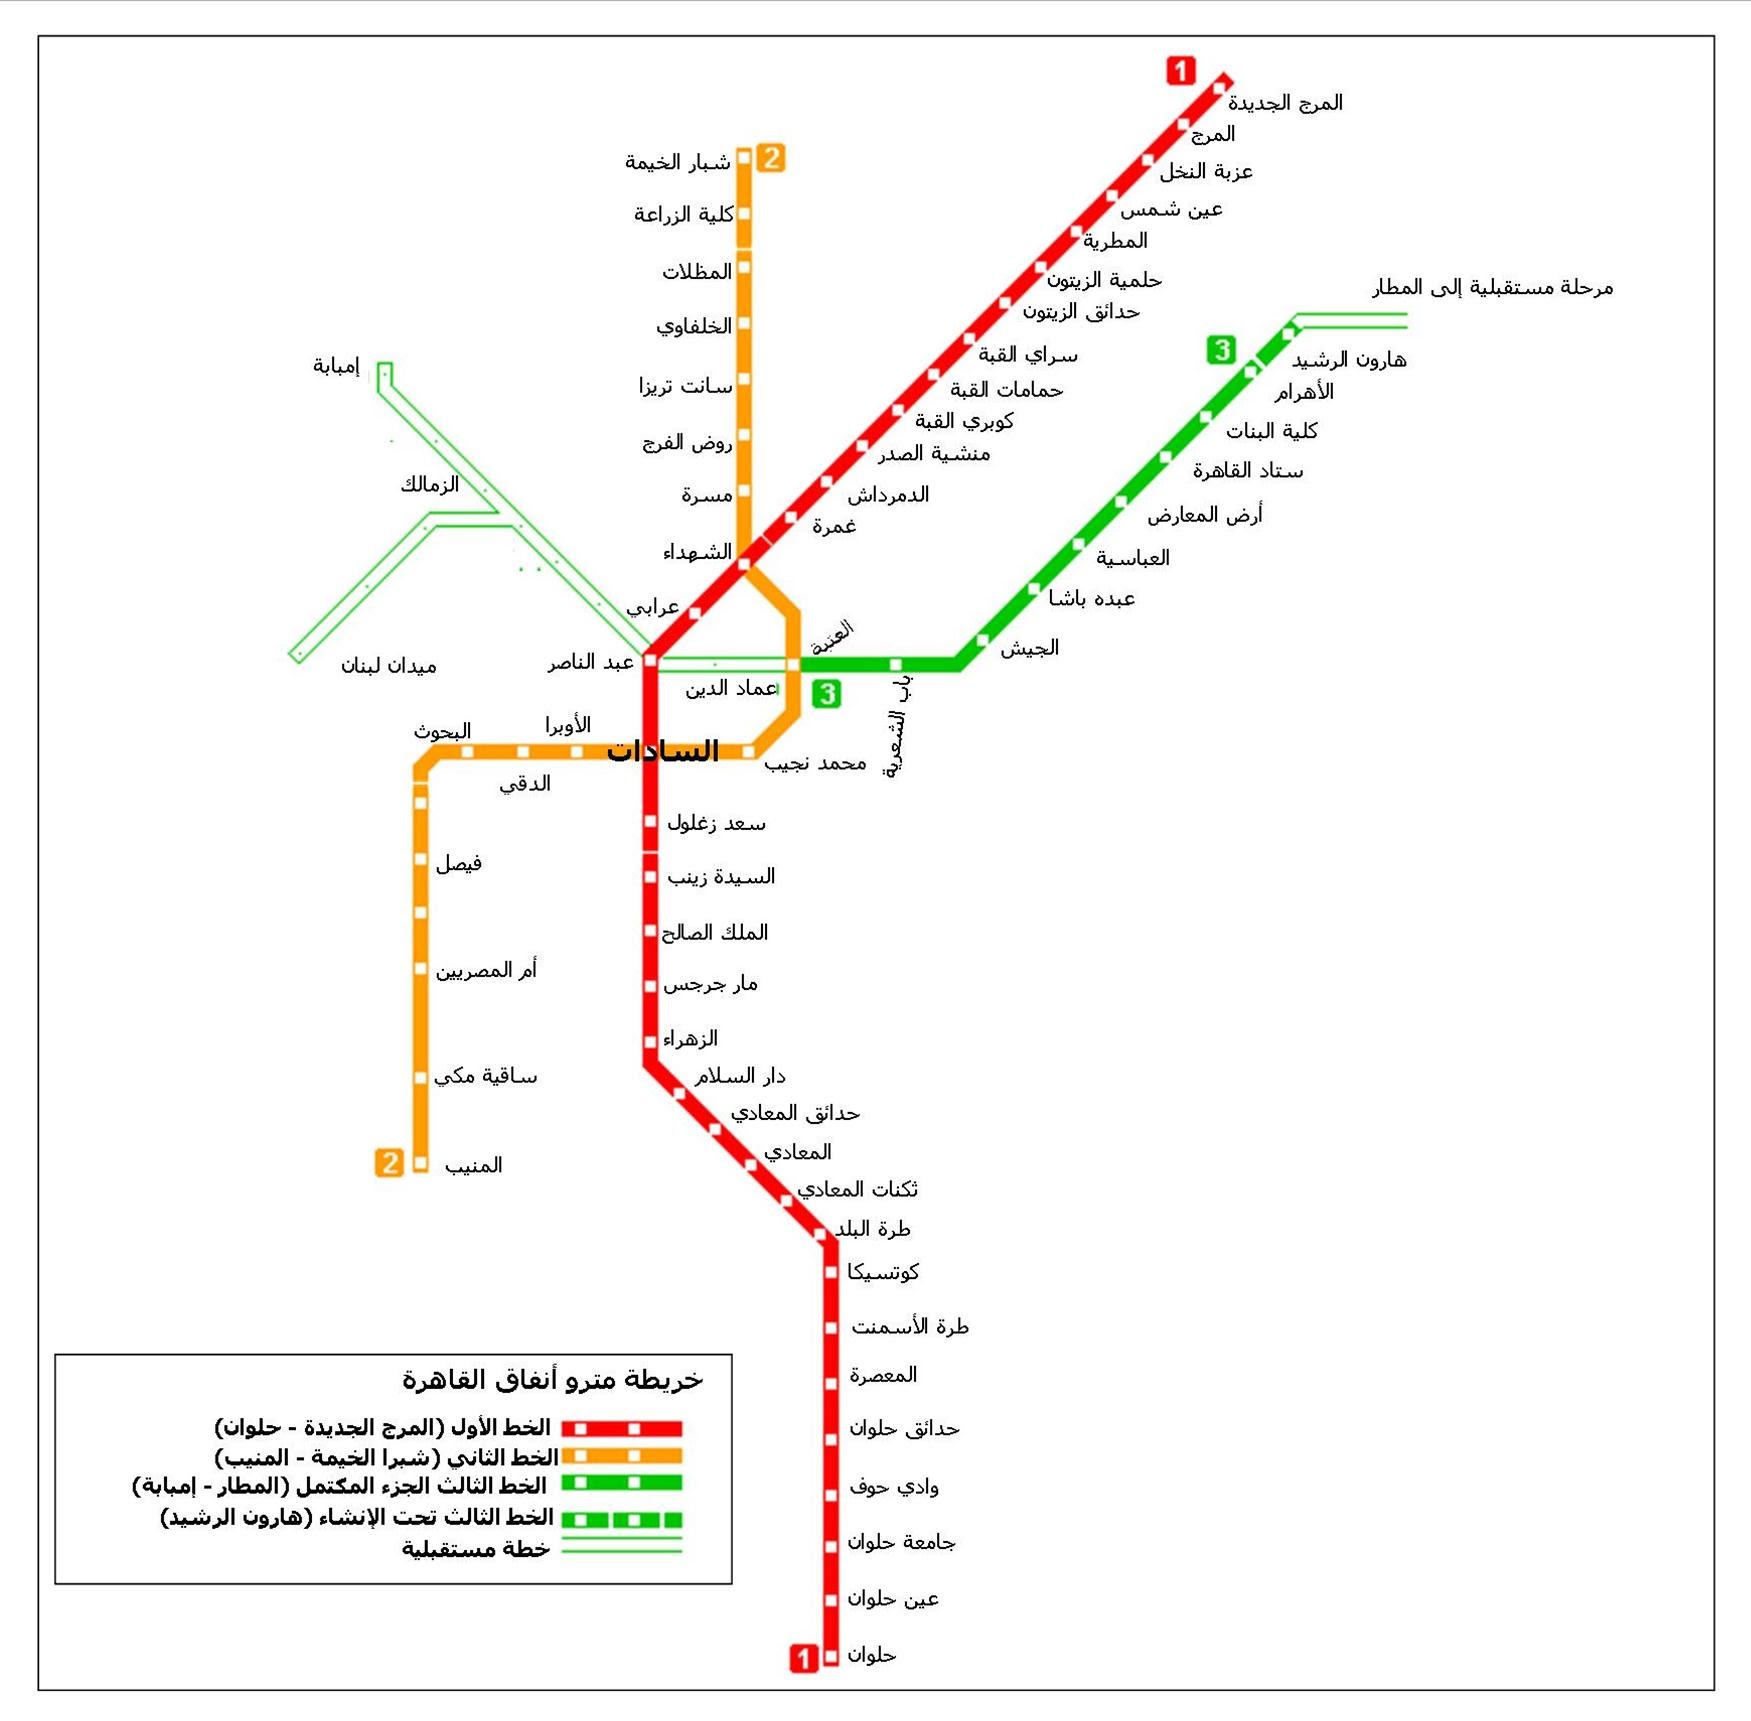 1
المرج الجديدة
المرج
عزبة النخل
عين شمس
المطرية
حلمية الزيتون
حدائق الزيتون
سراي القبة
حمامات القبة
كوبري القبة
منشية الصدر
الدمرداش
غمرة
2
شبار الخيمة
كلية الزراعة
المظلات
الخلفاوي
سانت تريزا
روض الفرج
مسرة
الشهداء
عرابي
عبد الناصر
مرحلة مستقبلية إلى المطار
3
هارون الرشيد
الأهرام
كلية البنات
ستاد القاهرة
أرض المعارض
العباسية
عبده باشا
الجيش
باب الشعرية
العتبة
3
عماد الدين
إمبابة
الزمالك
ميدان لبنان
محمد نجيب
السادات
الأوبرا
الدقي
البحوث
فيصل
أم المصريين
ساقية مكي
المنيب
2
سعد زغلول
السيدة زينب
الملك الصالح
مار جرجس
الزهراء
دار السلام
حدائق المعادي
المعادي
ثكنات المعادي
طرة البلد
كوتسيكا
طرة الأسمنت
المعصرة
حدائق حلوان
وادي حوف
جامعة حلوان
عين حلوان
حلوان
1
خريطة مترو أنفاق القاهرة
الخط الأول (المرج الجديدة - حلوان)
الخط الثاني (شبرا الخيمة - المنيب)
الخط الثالث الجزء المكتمل (المطار - إمبابة)
الخط الثالث تحت الإنشاء (هارون الرشيد)
خطة مستقبلية